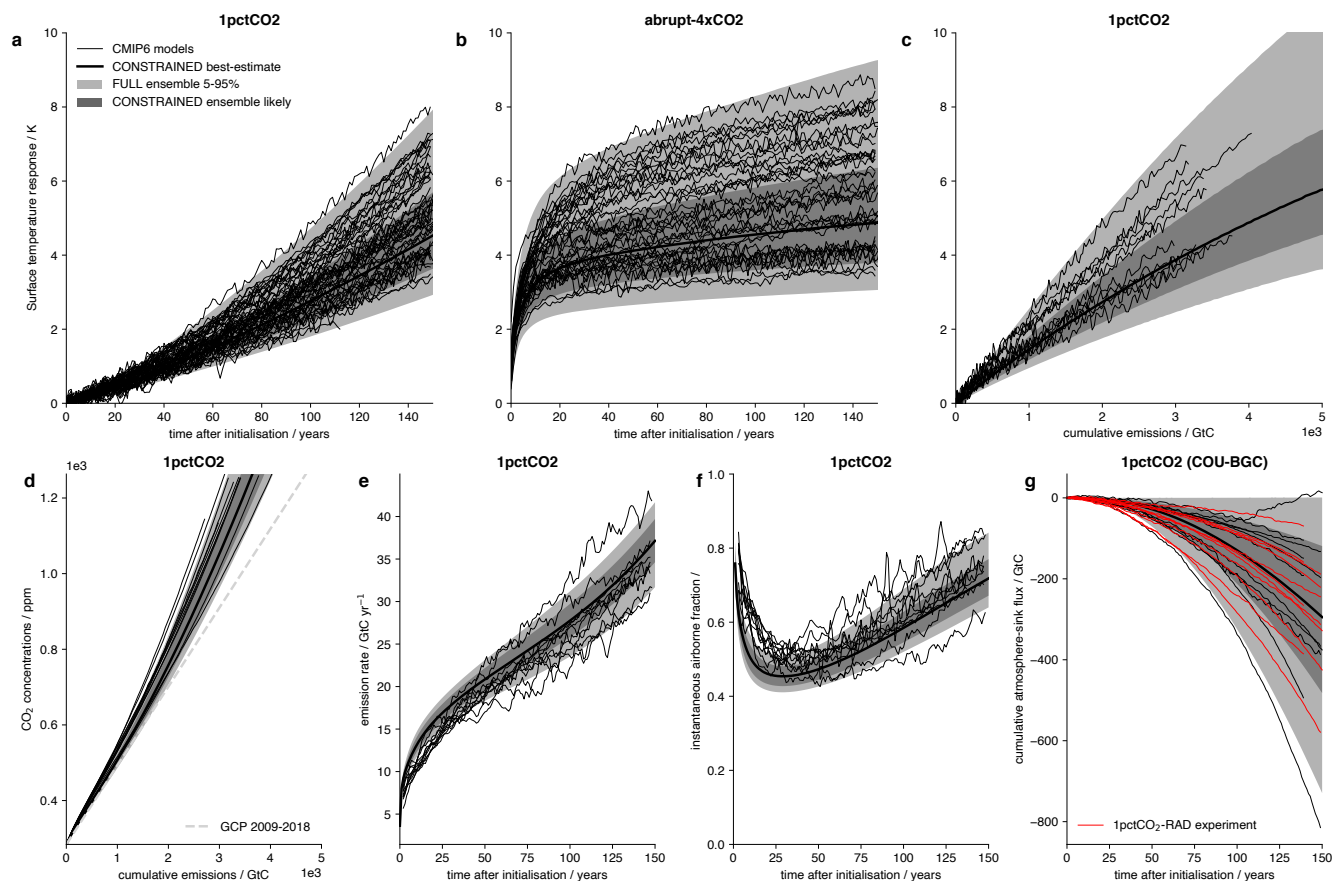 1pctCO2
a
10
8
6
4
2
0
Surface temperature response / K
CMIP6 models
CONSTRAINED best-estimate
FULL ensemble 5-95%
CONSTRAINED ensemble likely
0 20 40 60 80 100 120 140
time after initialisation / years
abrupt-4xCO2
b
10
8
6
4
2
0
0 20 40 60 80 100 120 140
time after initialisation / years
1pctCO2
c
10
8
6
4
2
0
0 1 2 3 4 5
1e3
cumulative emissions / GtC
1pctCO2
d
1e3
1.2
1.0
0.8
0.6
0.4
CO₂ concentrations / ppm
GCP 2009-2018
0 1 2 3 4 5
1e3
cumulative emissions / GtC
1pctCO2
e
40
35
30
25
20
15
10
5
emission rate / GtC yr⁻¹
0 25 50 75 100 125 150
time after initialisation / years
1pctCO2
f
1.0
0.8
0.6
0.4
0.2
0.0
instantaneous airborne fraction /
0 25 50 75 100 125 150
time after initialisation / years
1pctCO2 (COU-BGC)
g
0
−200
−400
−600
−800
cumulative atmosphere-sink flux / GtC
1pctCO₂-RAD experiment
0 25 50 75 100 125 150
time after initialisation / years